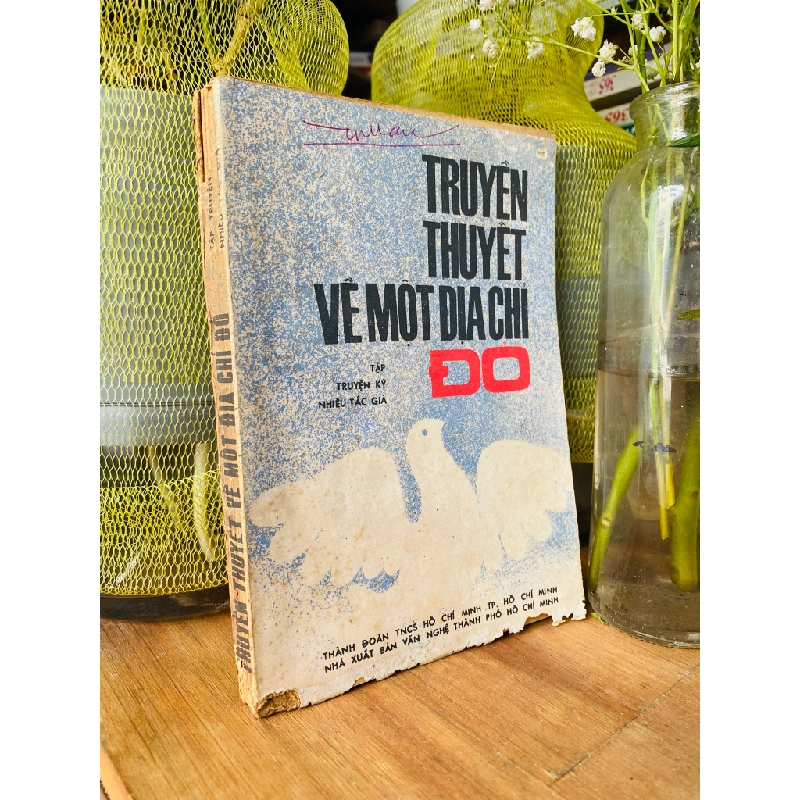 TRUYỀN
THUYẾT
VỀ MỘT ĐỊA CHỈ
ĐỎ
TẬP
TRUYỆN KÝ
NHIỀU TÁC GIẢ
THÀNH ĐOÀN TNCS HỒ CHÍ MINH TP. HỒ CHÍ MINH
NHÀ XUẤT BẢN VĂN NGHỆ THÀNH PHỐ HỒ CHÍ MINH
TRUYỀN THUYẾT VỀ MỘT ĐỊA CHỈ ĐỎ
365